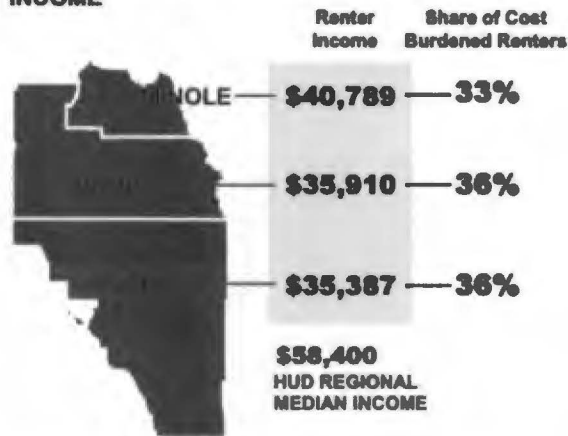 INCOME
Renter Income
Share of Cost Burdened Renters
NOLE $40,789 33%
$35,910 36%
$35,387 36%
$58,400
HUD REGIONAL
MEDIAN INCOME